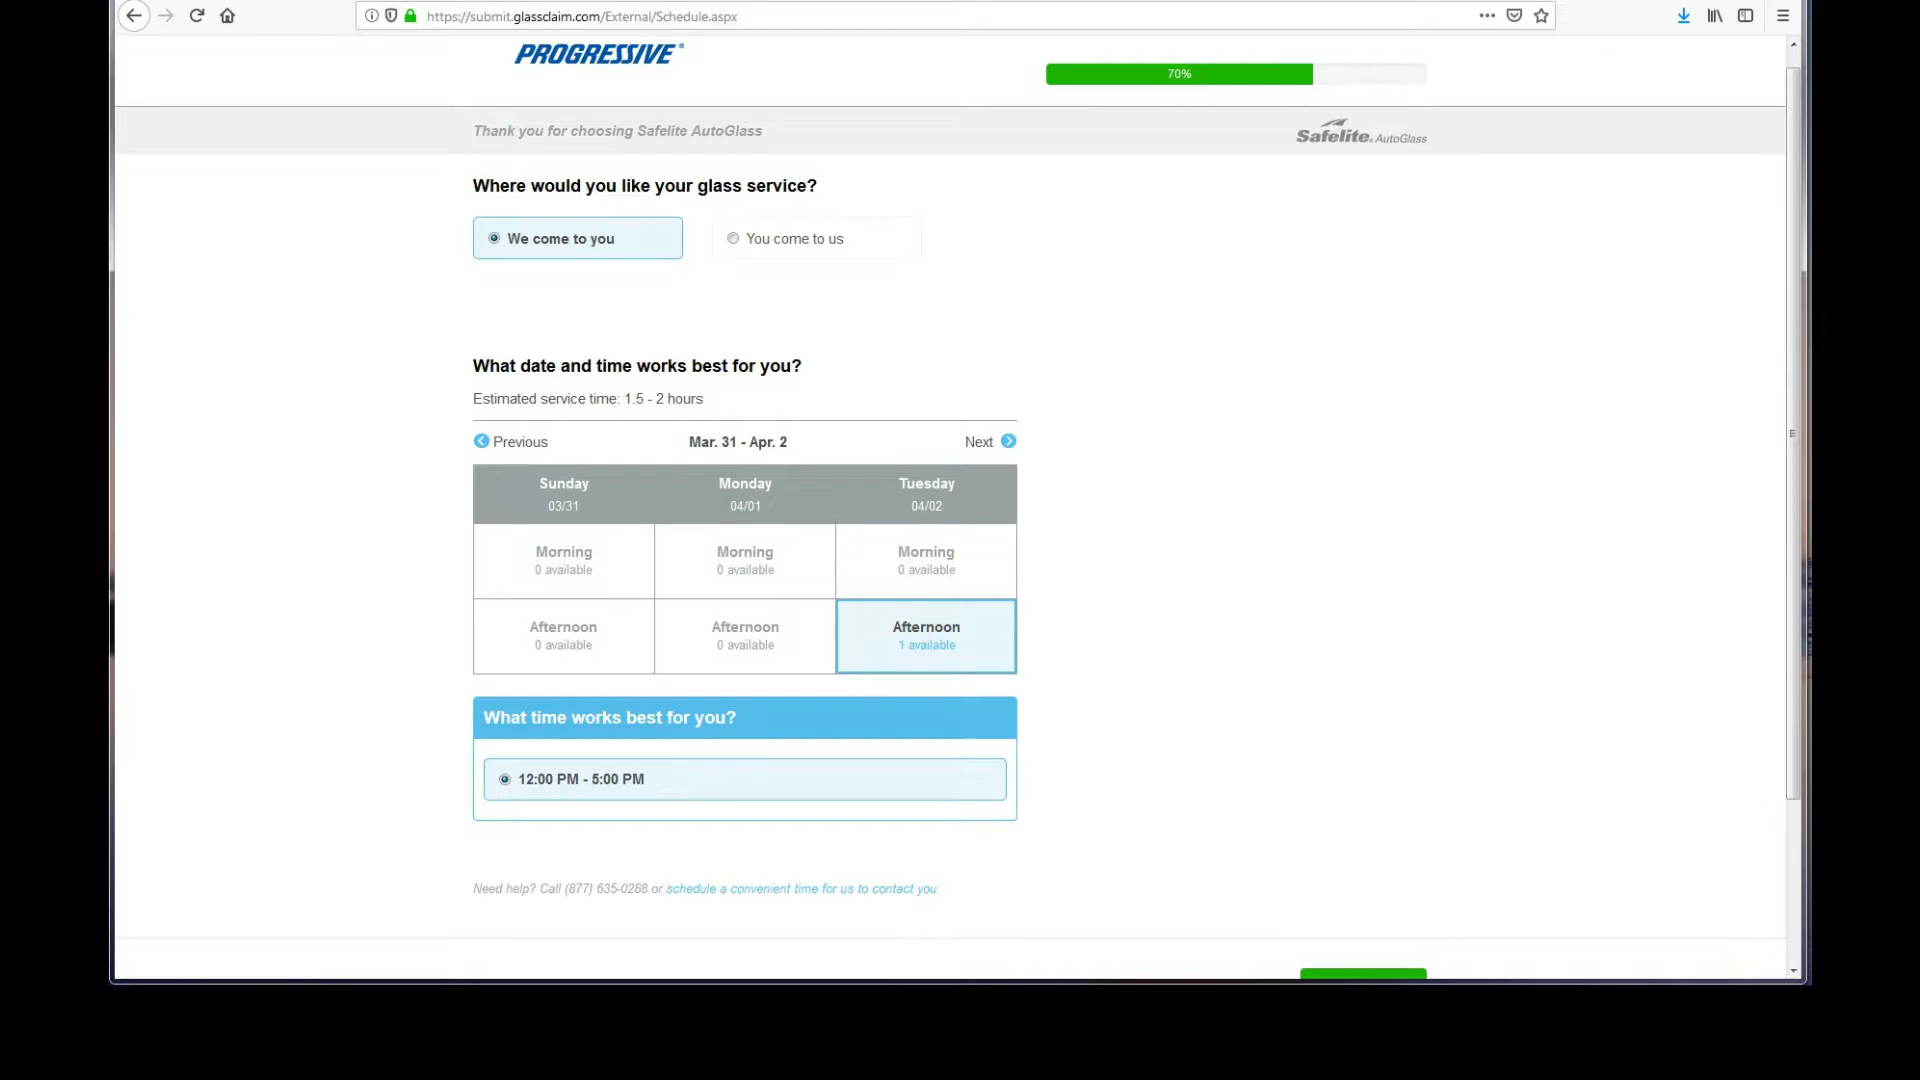 https://submit.glassclaim.com/External/Schedule.aspx
PROGRESSIVE®
70%
Thank you for choosing Safelite AutoGlass
Safelite® AutoGlass
Where would you like your glass service?
We come to you
You come to us
What date and time works best for you?
Estimated service time: 1.5 - 2 hours
Previous
Mar. 31 - Apr. 2
Next
Sunday
03/31
Monday
04/01
Tuesday
04/02
Morning
0 available
Morning
0 available
Morning
0 available
Afternoon
0 available
Afternoon
0 available
Afternoon
1 available
What time works best for you?
12:00 PM - 5:00 PM
Need help? Call (877) 635-0288 or schedule a convenient time for us to contact you.